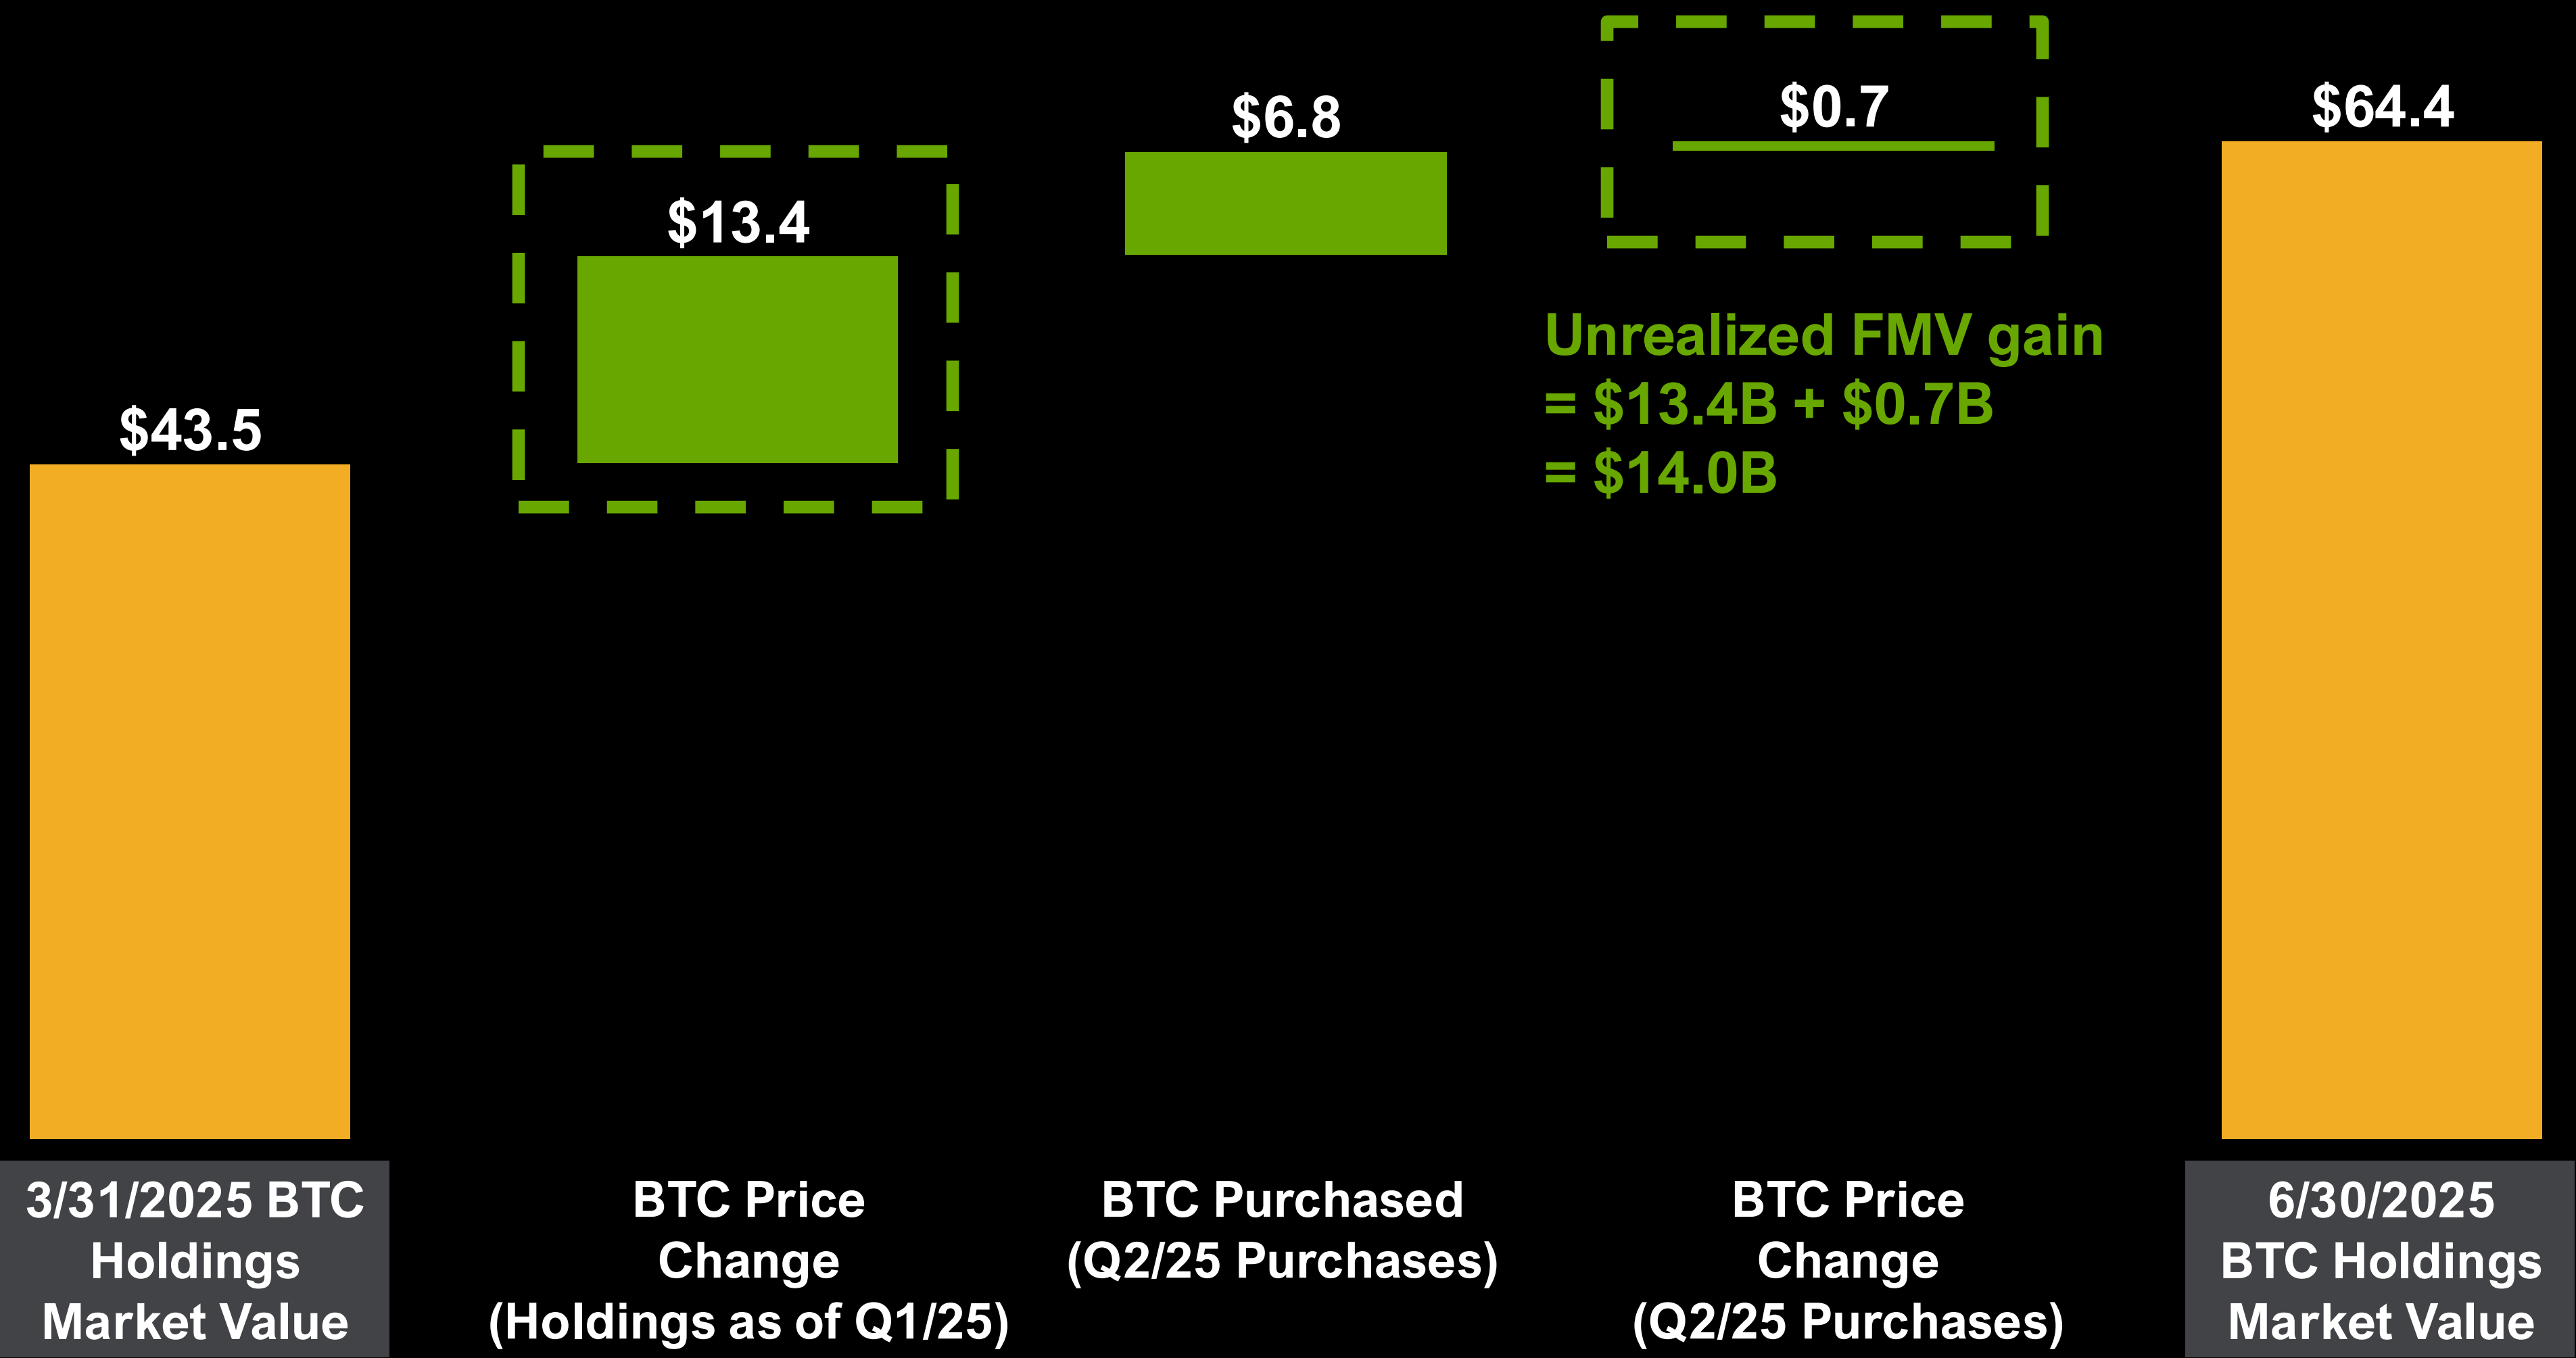 $43.5
$13.4
$6.8
$0.7
$64.4
Unrealized FMV gain
= $13.4B + $0.7B
= $14.0B
3/31/2025 BTC
Holdings
Market Value
BTC Price
Change
(Holdings as of Q1/25)
BTC Purchased
(Q2/25 Purchases)
BTC Price
Change
(Q2/25 Purchases)
6/30/2025
BTC Holdings
Market Value